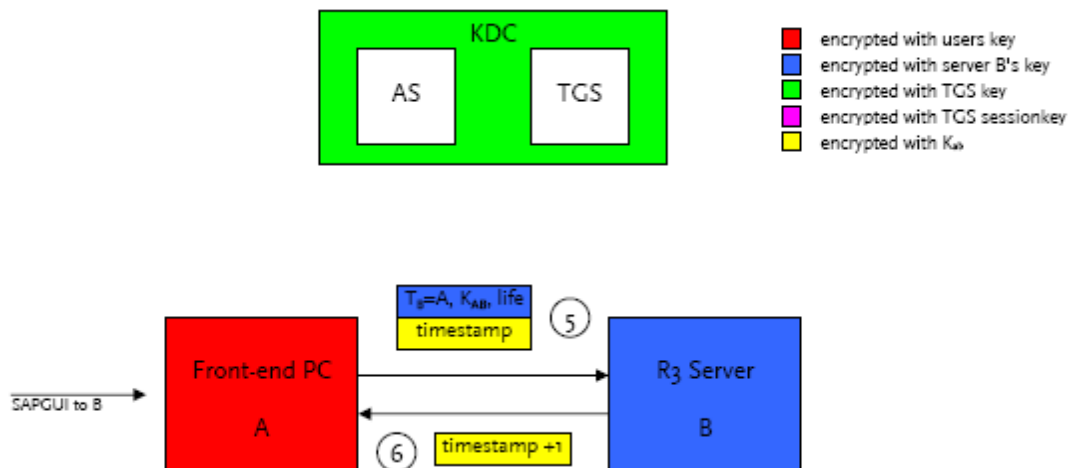 KDC
AS
TGS
encrypted with users key
encrypted with server B's key
encrypted with TGS key
encrypted with TGS sessionkey
encrypted with Kab
TB=A, KAB, life
timestamp
5
Front-end PC
A
R3 Server
B
SAPGUI to B
6
timestamp +1